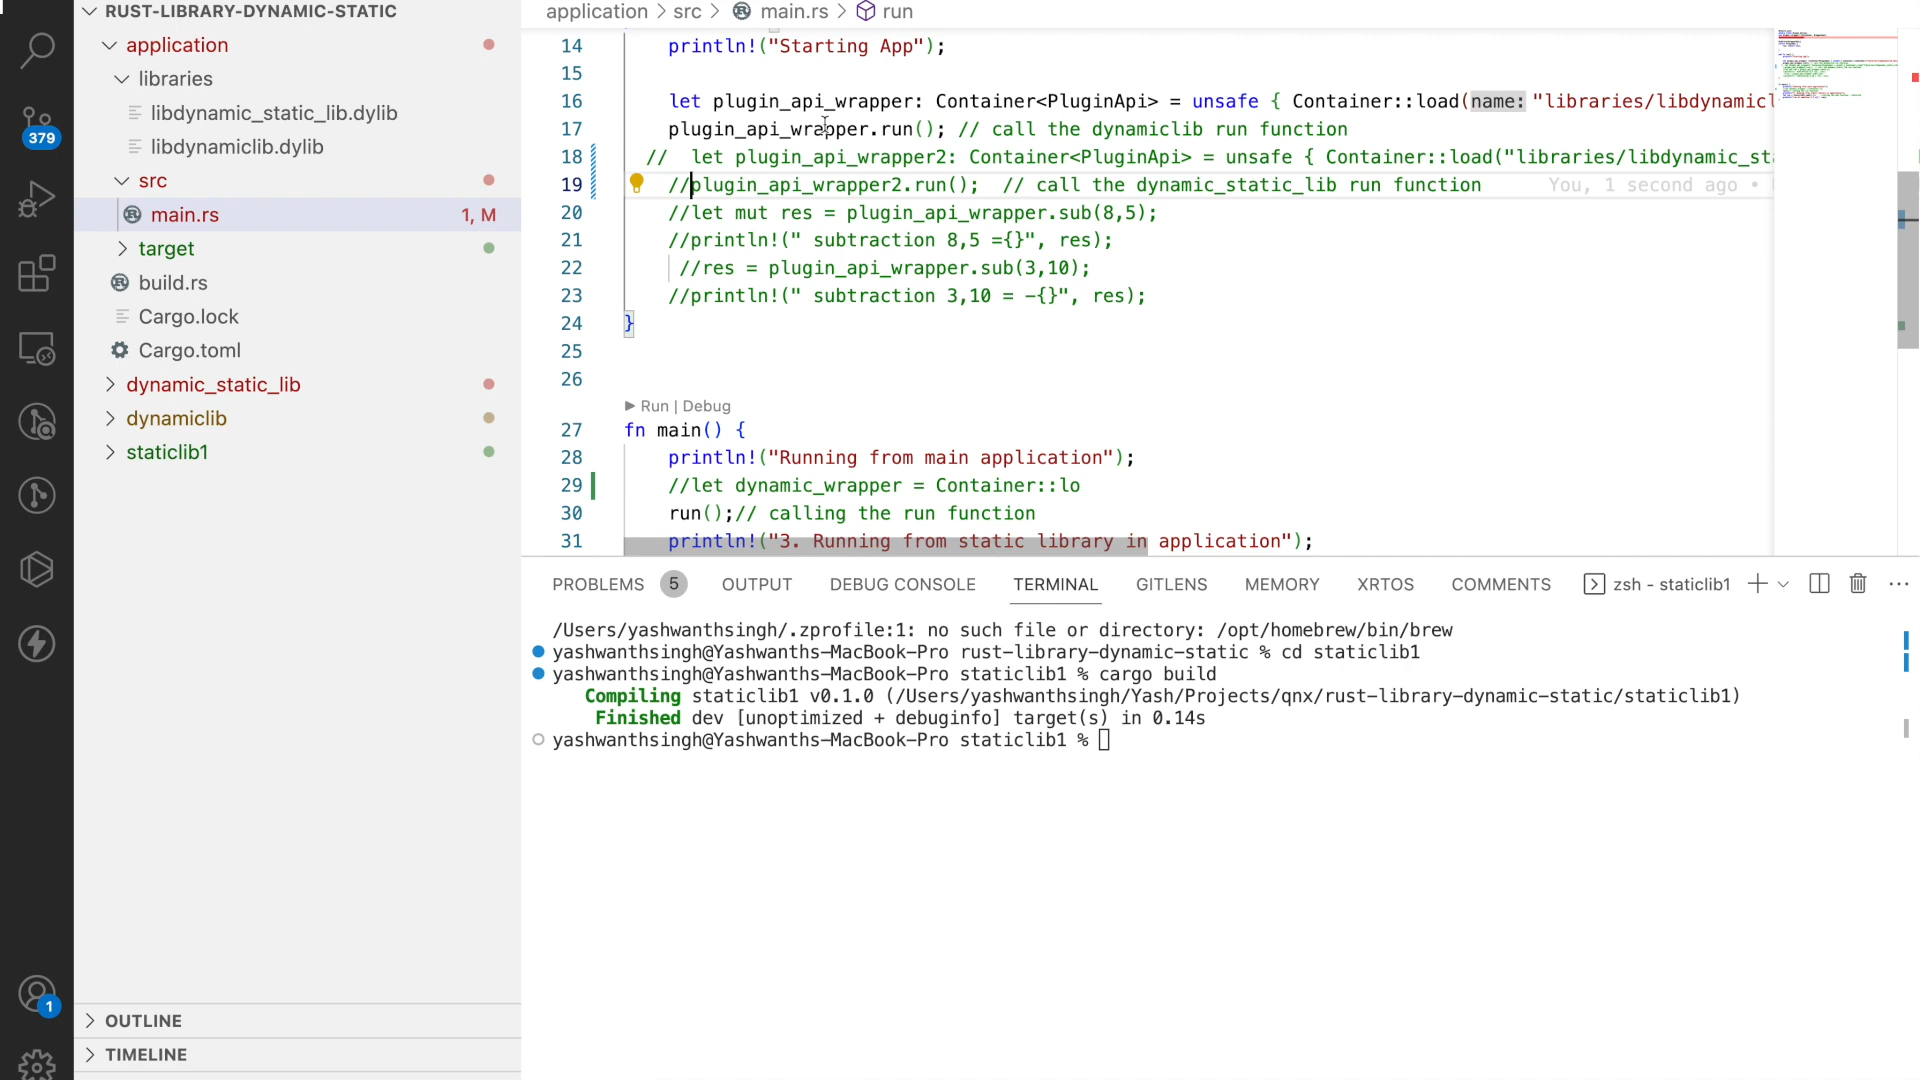 RUST-LIBRARY-DYNAMIC-STATIC
application
libraries
libdynamic_static_lib.dylib
libdynamiclib.dylib
src
main.rs 1, M
target
build.rs
Cargo.lock
Cargo.toml
dynamic_static_lib
dynamiclib
staticlib1
OUTLINE
TIMELINE
379
1
application > src > main.rs > run
14 println!("Starting App");
15
16 let plugin_api_wrapper: Container<PluginApi> = unsafe { Container::load(name: "libraries/libdynamicl
17 plugin_api_wrapper.run(); // call the dynamiclib run function
18 // let plugin_api_wrapper2: Container<PluginApi> = unsafe { Container::load("libraries/libdynamic_sta
19 //plugin_api_wrapper2.run(); // call the dynamic_static_lib run function You, 1 second ago •
20 //let mut res = plugin_api_wrapper.sub(8,5);
21 //println!(" subtraction 8,5 ={}", res);
22 //res = plugin_api_wrapper.sub(3,10);
23 //println!(" subtraction 3,10 = -{}", res);
24 }
25
26
Run | Debug
27 fn main() {
28 println!("Running from main application");
29 //let dynamic_wrapper = Container::lo
30 run();// calling the run function
31 println!("3. Running from static library in application");
PROBLEMS 5 OUTPUT DEBUG CONSOLE TERMINAL GITLENS MEMORY XRTOS COMMENTS zsh - staticlib1
/Users/yashwanthsingh/.zprofile:1: no such file or directory: /opt/homebrew/bin/brew
yashwanthsingh@Yashwanths-MacBook-Pro rust-library-dynamic-static % cd staticlib1
yashwanthsingh@Yashwanths-MacBook-Pro staticlib1 % cargo build
Compiling staticlib1 v0.1.0 (/Users/yashwanthsingh/Yash/Projects/qnx/rust-library-dynamic-static/staticlib1)
Finished dev [unoptimized + debuginfo] target(s) in 0.14s
yashwanthsingh@Yashwanths-MacBook-Pro staticlib1 %